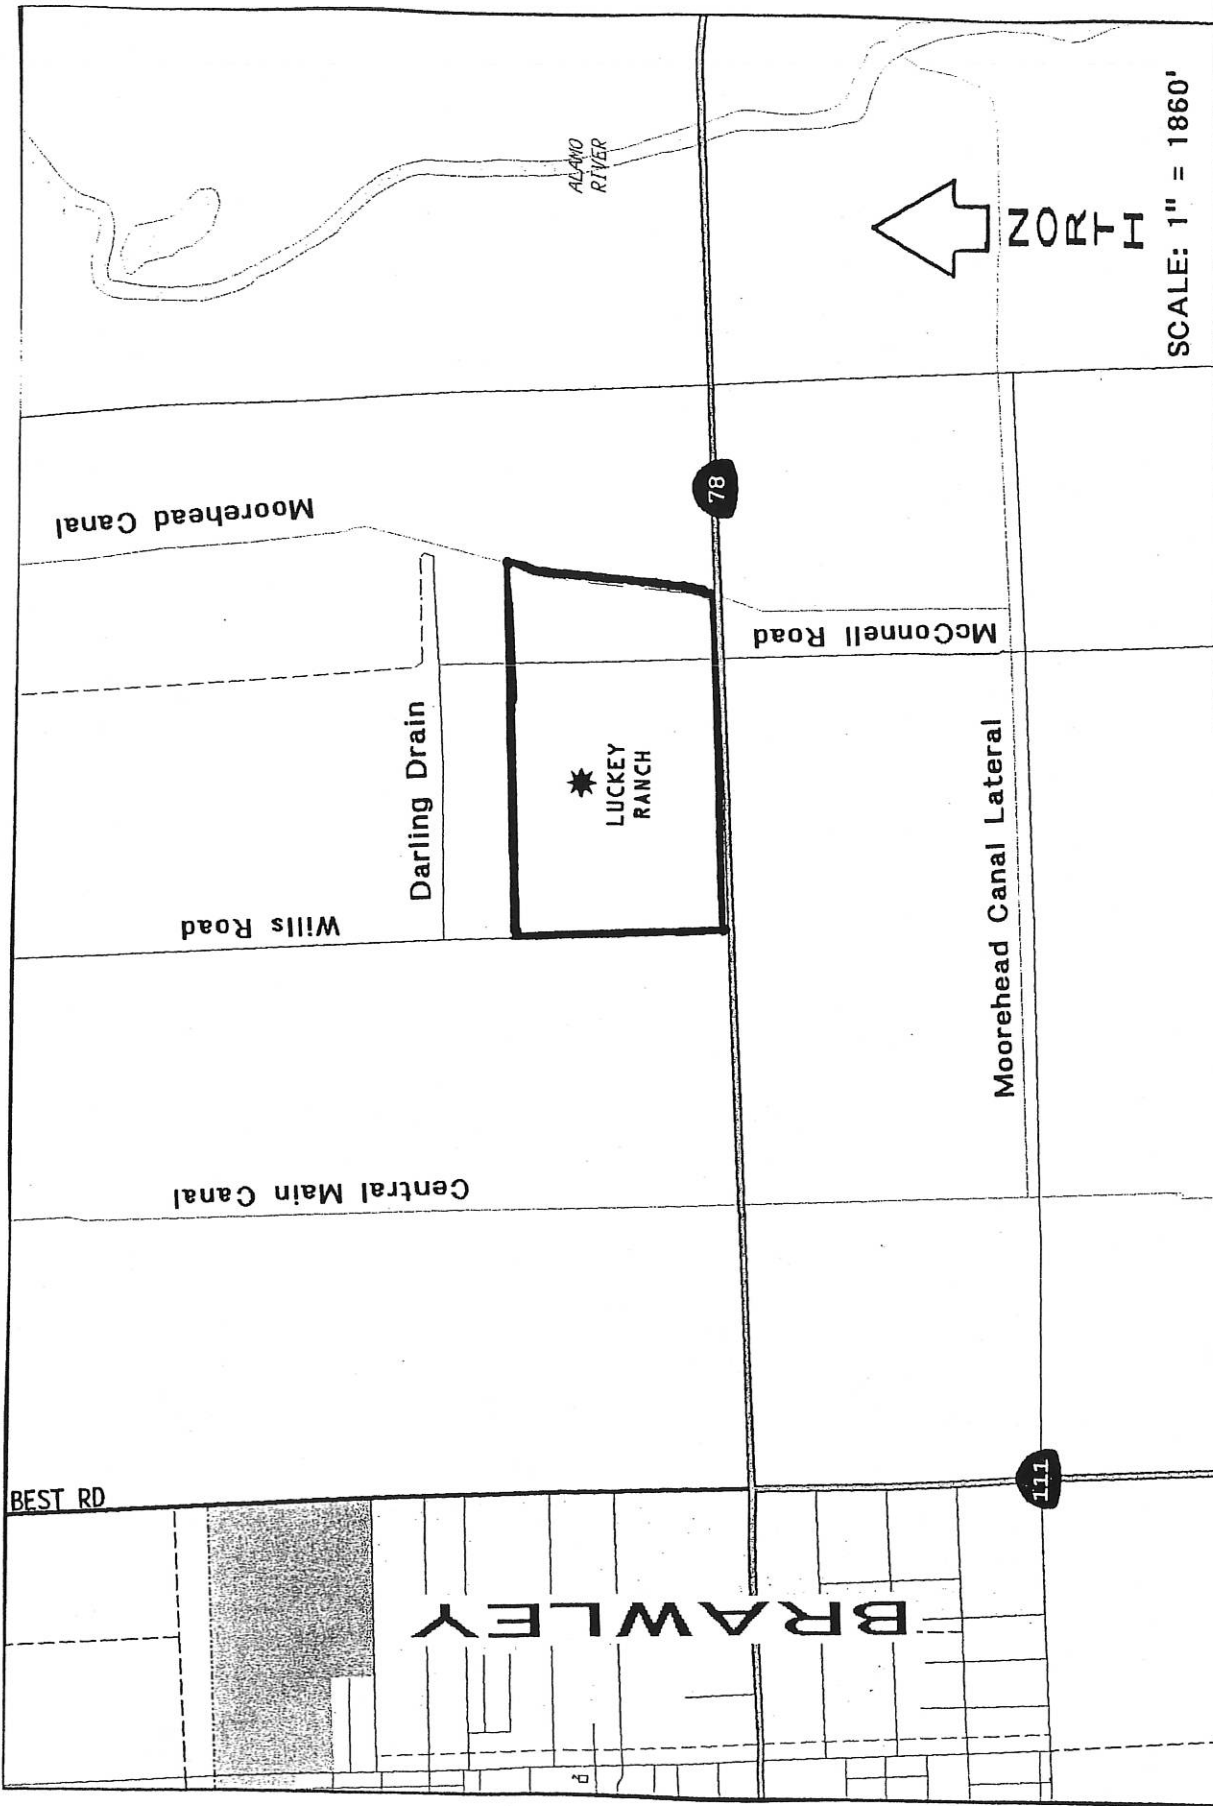 ALAMO
RIVER
NORTH
SCALE: 1" = 1860'
Moorehead Canal
78
McConnell Road
Darling Drain
LUCKEY
RANCH
Wills Road
Moorehead Canal Lateral
Central Main Canal
BEST RD
111
BRAWLEY